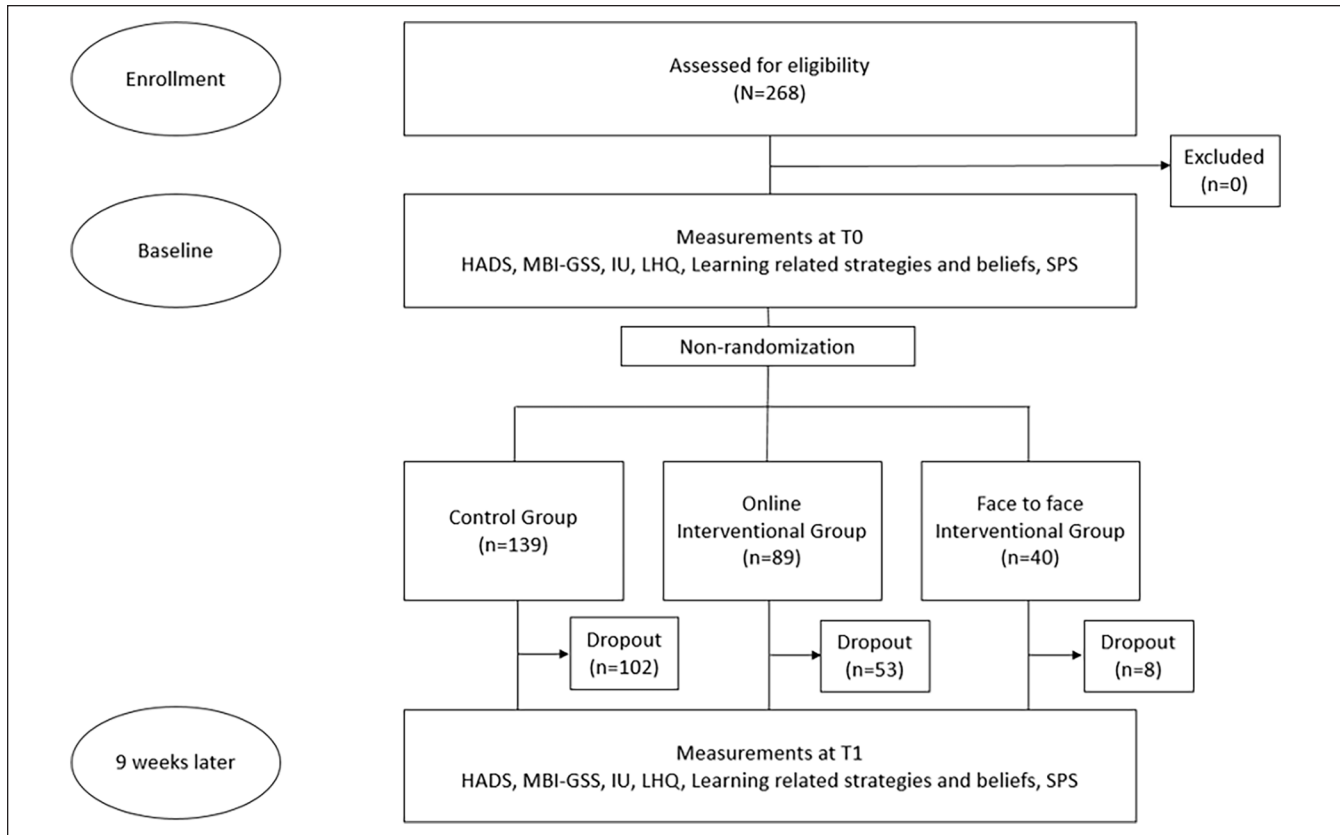 Enrollment
Assessed for eligibility
(N=268)
Excluded
(n=0)
Baseline
Measurements at T0
HADS, MBI-GSS, IU, LHQ, Learning related strategies and beliefs, SPS
Non-randomization
Control Group
(n=139)
Online
Interventional Group
(n=89)
Face to face
Interventional Group
(n=40)
Dropout
(n=102)
Dropout
(n=53)
Dropout
(n=8)
9 weeks later
Measurements at T1
HADS, MBI-GSS, IU, LHQ, Learning related strategies and beliefs, SPS